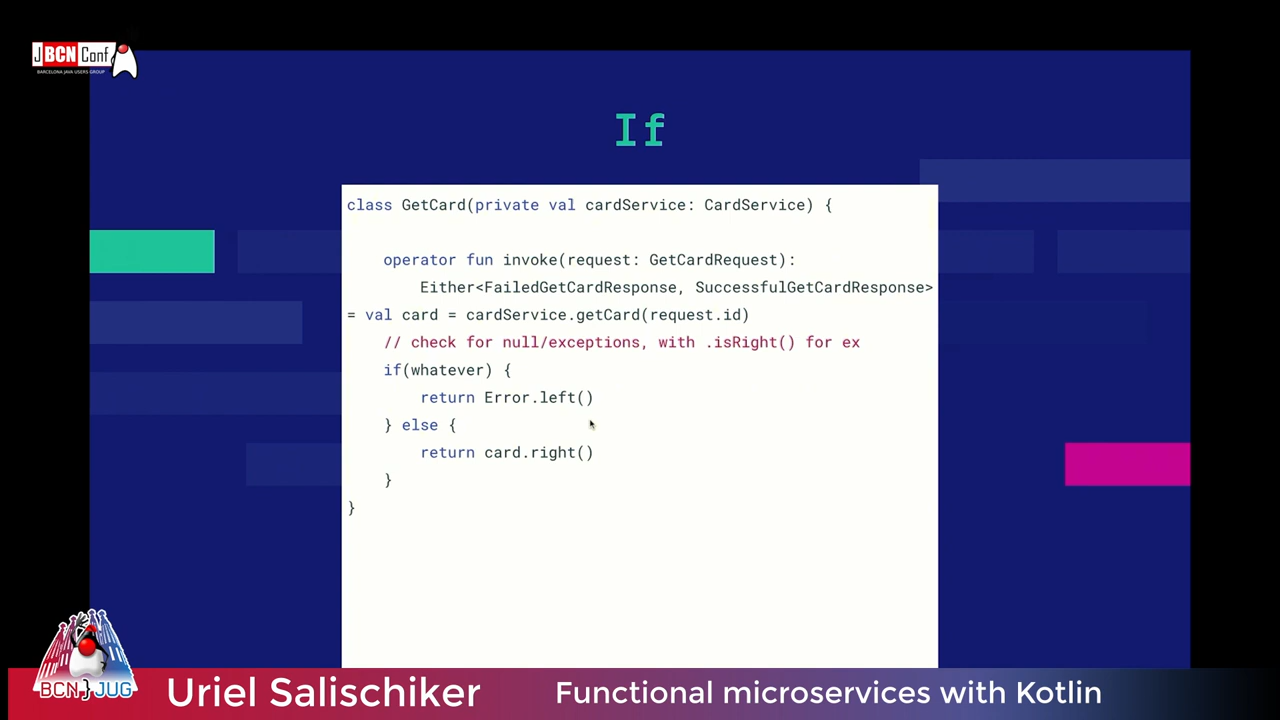 JBCNConf
BARCELONA JAVA USERS GROUP
If
class GetCard(private val cardService: CardService) {
operator fun invoke(request: GetCardRequest):
Either<FailedGetCardResponse, SuccessfulGetCardResponse>
= val card = cardService.getCard(request.id)
// check for null/exceptions, with .isRight() for ex
if(whatever) {
return Error.left()
} else {
return card.right()
}
}
BCN JUG
Uriel Salischiker
Functional microservices with Kotlin